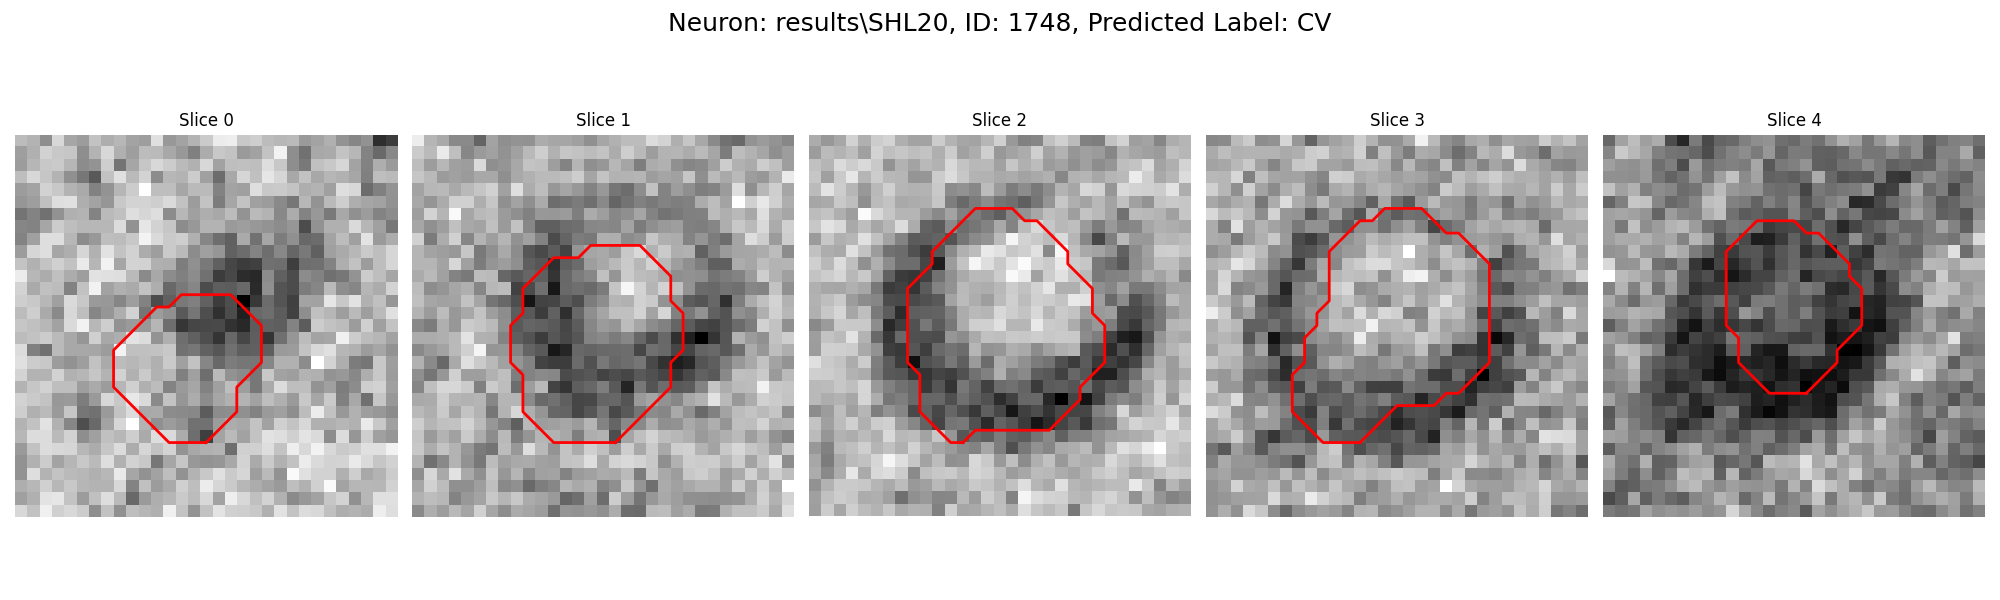 Neuron: results\SHL20, ID: 1748, Predicted Label: CV
Slice 0
Slice 1
Slice 2
Slice 3
Slice 4